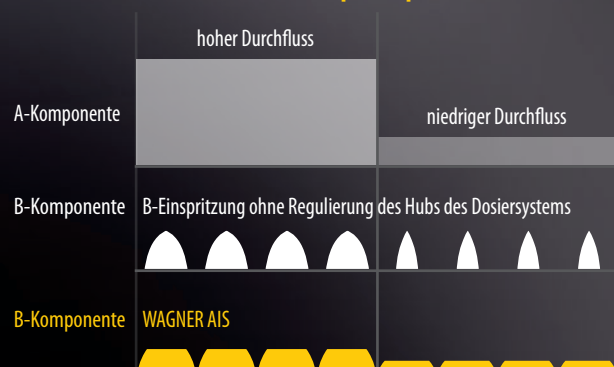 hoher Durchfluss
A-Komponente
niedriger Durchfluss
B-Komponente B-Einspritzung ohne Regulierung des Hubs des Dosiersystems
B-Komponente WAGNER AIS